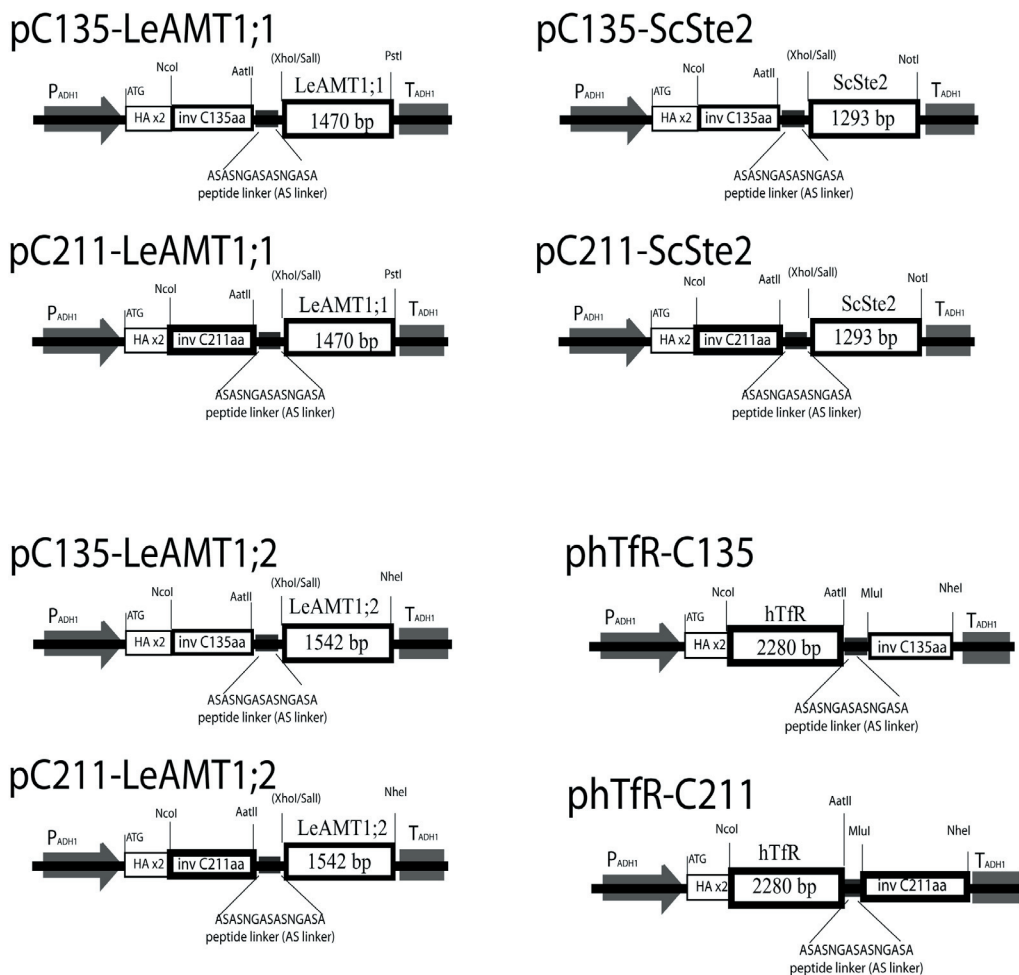 pC135-LeAMT1;1
NcoI AatII (XhoI/SalI) PstI
PADH1 ATG LeAMT1;1 TADH1
HA x2 inv C135aa 1470 bp
ASASNGASASNGASA
peptide linker (AS linker)
pC135-ScSte2
NcoI AatII (XhoI/SalI) NotI
PADH1 ATG ScSte2 TADH1
HA x2 inv C135aa 1293 bp
ASASNGASASNGASA
peptide linker (AS linker)
pC211-LeAMT1;1
NcoI AatII (XhoI/SalI) PstI
PADH1 ATG LeAMT1;1 TADH1
HA x2 inv C211aa 1470 bp
ASASNGASASNGASA
peptide linker (AS linker)
pC211-ScSte2
NcoI AatII (XhoI/SalI) NotI
PADH1 ATG ScSte2 TADH1
HA x2 inv C211aa 1293 bp
ASASNGASASNGASA
peptide linker (AS linker)
pC135-LeAMT1;2
NcoI AatII (XhoI/SalI) NheI
PADH1 ATG LeAMT1;2 TADH1
HA x2 inv C135aa 1542 bp
ASASNGASASNGASA
peptide linker (AS linker)
phTfR-C135
NcoI AatII MluI NheI
PADH1 ATG hTfR TADH1
HA x2 2280 bp inv C135aa
ASASNGASASNGASA
peptide linker (AS linker)
pC211-LeAMT1;2
NcoI AatII (XhoI/SalI) NheI
PADH1 ATG LeAMT1;2 TADH1
HA x2 inv C211aa 1542 bp
ASASNGASASNGASA
peptide linker (AS linker)
phTfR-C211
AatII
NcoI MluI NheI
PADH1 ATG hTfR TADH1
HA x2 2280 bp inv C211aa
ASASNGASASNGASA
peptide linker (AS linker)